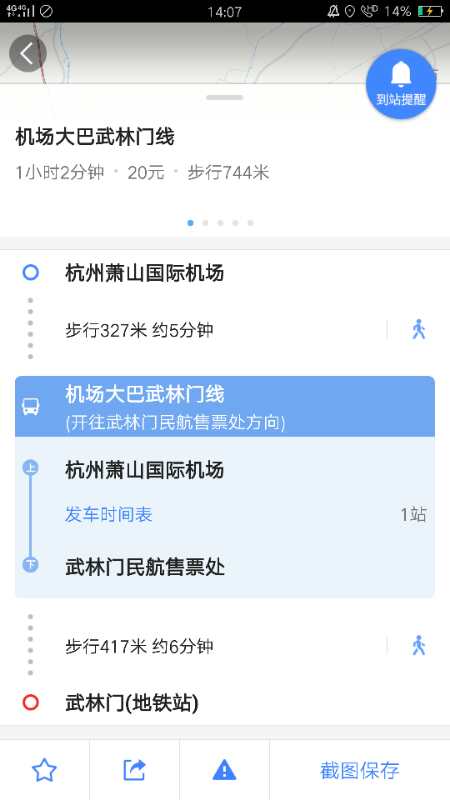 4G 4G
14:07
HD
14%
到站提醒
机场大巴武林门线
1小时2分钟 · 20元 · 步行744米
杭州萧山国际机场
步行327米 约5分钟
机场大巴武林门线
(开往武林门民航售票处方向)
上 杭州萧山国际机场
发车时间表 1站
下 武林门民航售票处
步行417米 约6分钟
武林门(地铁站)
截图保存